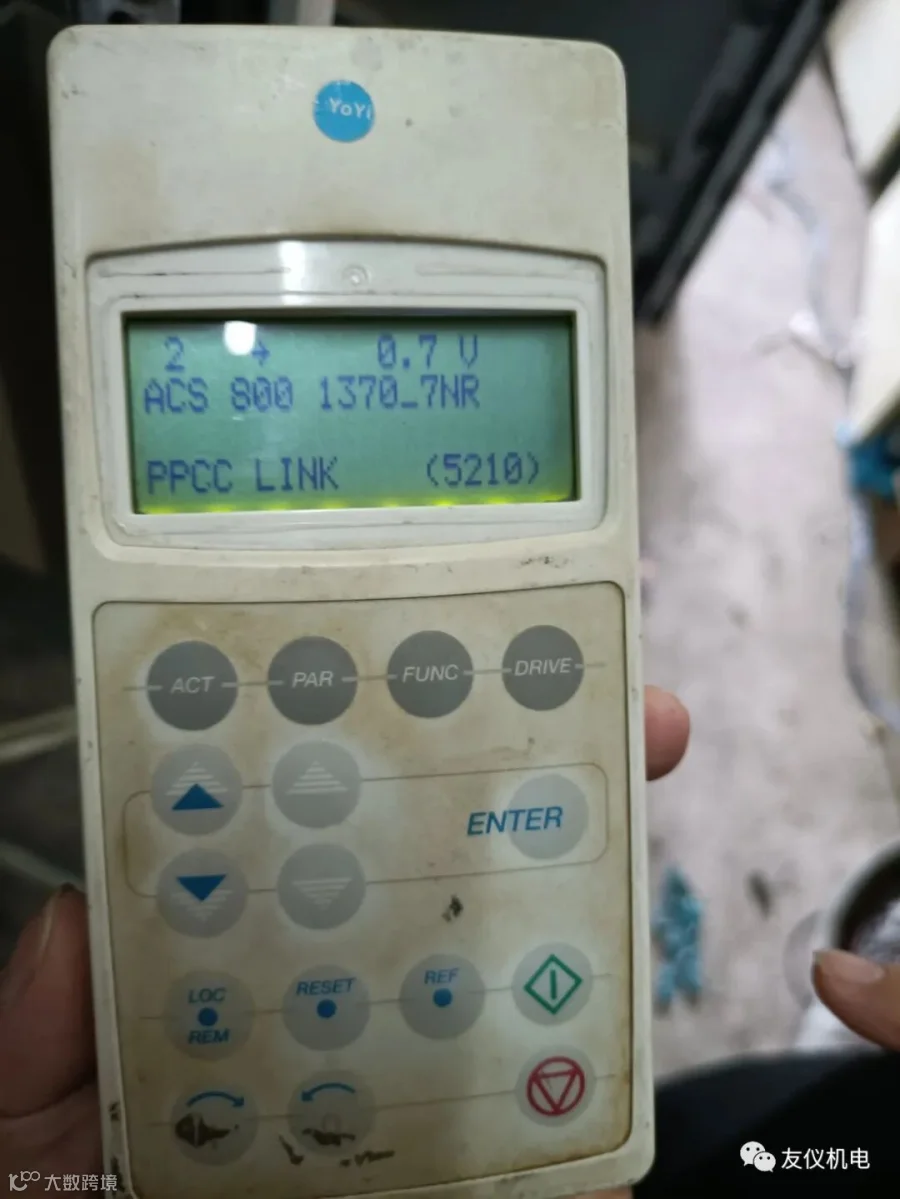 YoYi
2 → 0.7 V
ACS 800 1370_7NR
PPCC LINK (5210)
ACT PAR FUNC DRIVE
ENTER
LOC REM
RESET
REF
友仪机电
大数跨境